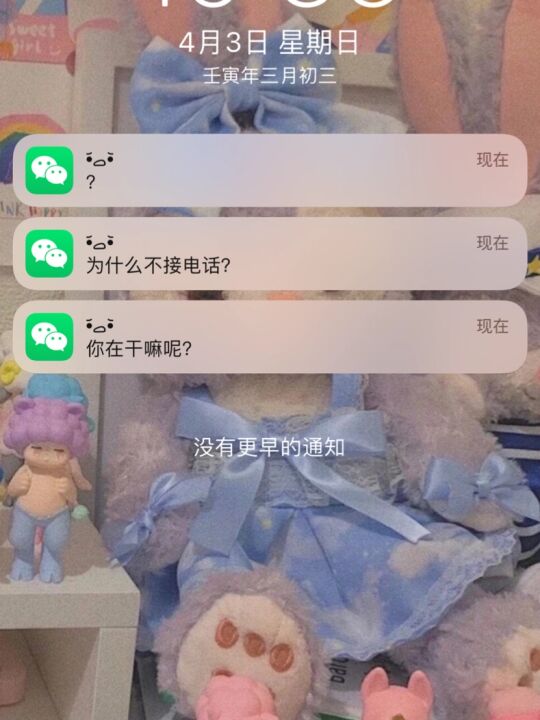 sweet
girl
4月3日 星期日
壬寅年三月初三
现在
?
现在
为什么不接电话?
现在
你在干嘛呢?
没有更早的通知